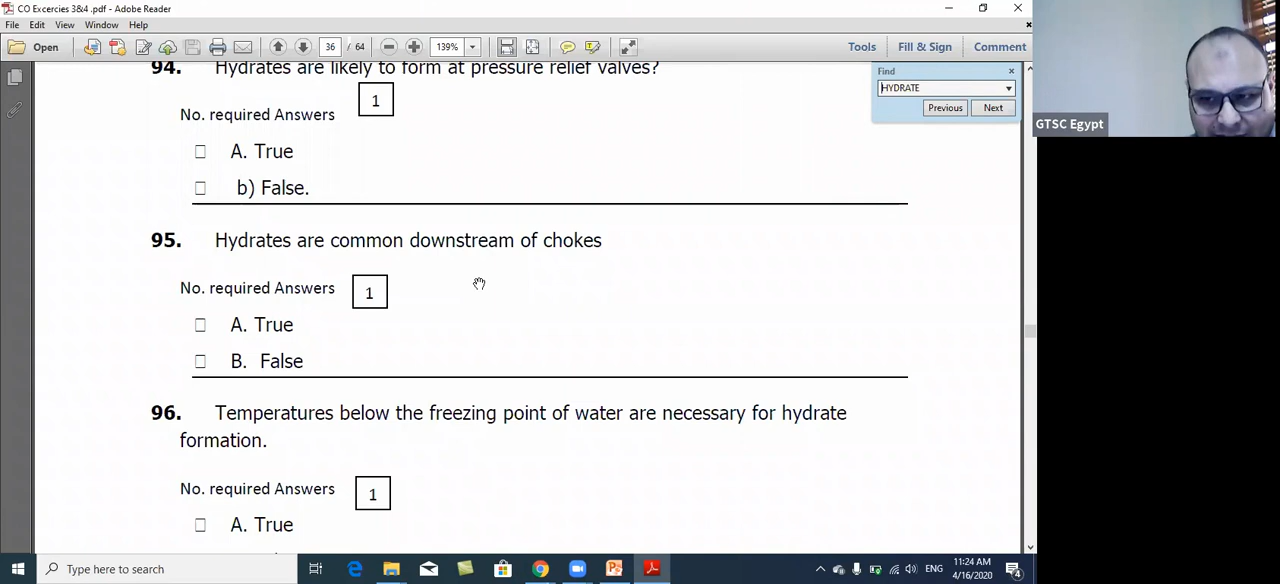 CO Excercies 3&4 .pdf - Adobe Reader
File Edit View Window Help
Open 36 / 64 139% Tools Fill & Sign Comment
94. Hydrates are likely to form at pressure relief valves?
No. required Answers 1
A. True
b) False.
95. Hydrates are common downstream of chokes
No. required Answers 1
A. True
B. False
96. Temperatures below the freezing point of water are necessary for hydrate
formation.
No. required Answers 1
A. True
Find
HYDRATE
Previous Next
GTSC Egypt
Type here to search
ENG
11:24 AM
4/16/2020
4